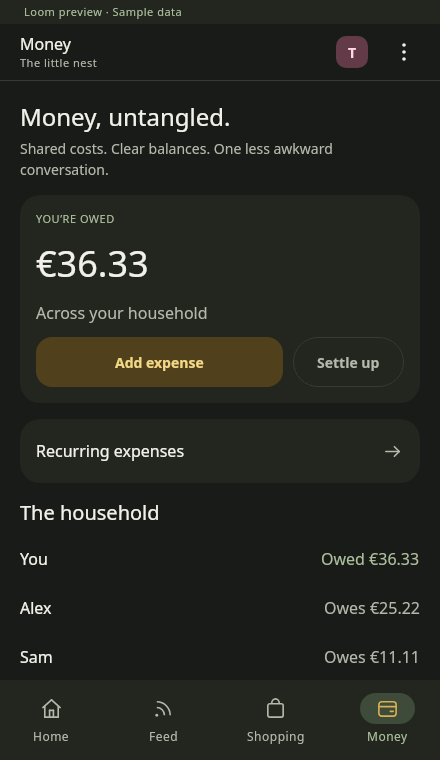 Loom preview · Sample data
Money
The little nest
T
Money, untangled.
Shared costs. Clear balances. One less awkward
conversation.
YOU'RE OWED
€36.33
Across your household
Add expense
Settle up
Recurring expenses
The household
You
Owed €36.33
Alex
Owes €25.22
Sam
Owes €11.11
Home
Feed
Shopping
Money